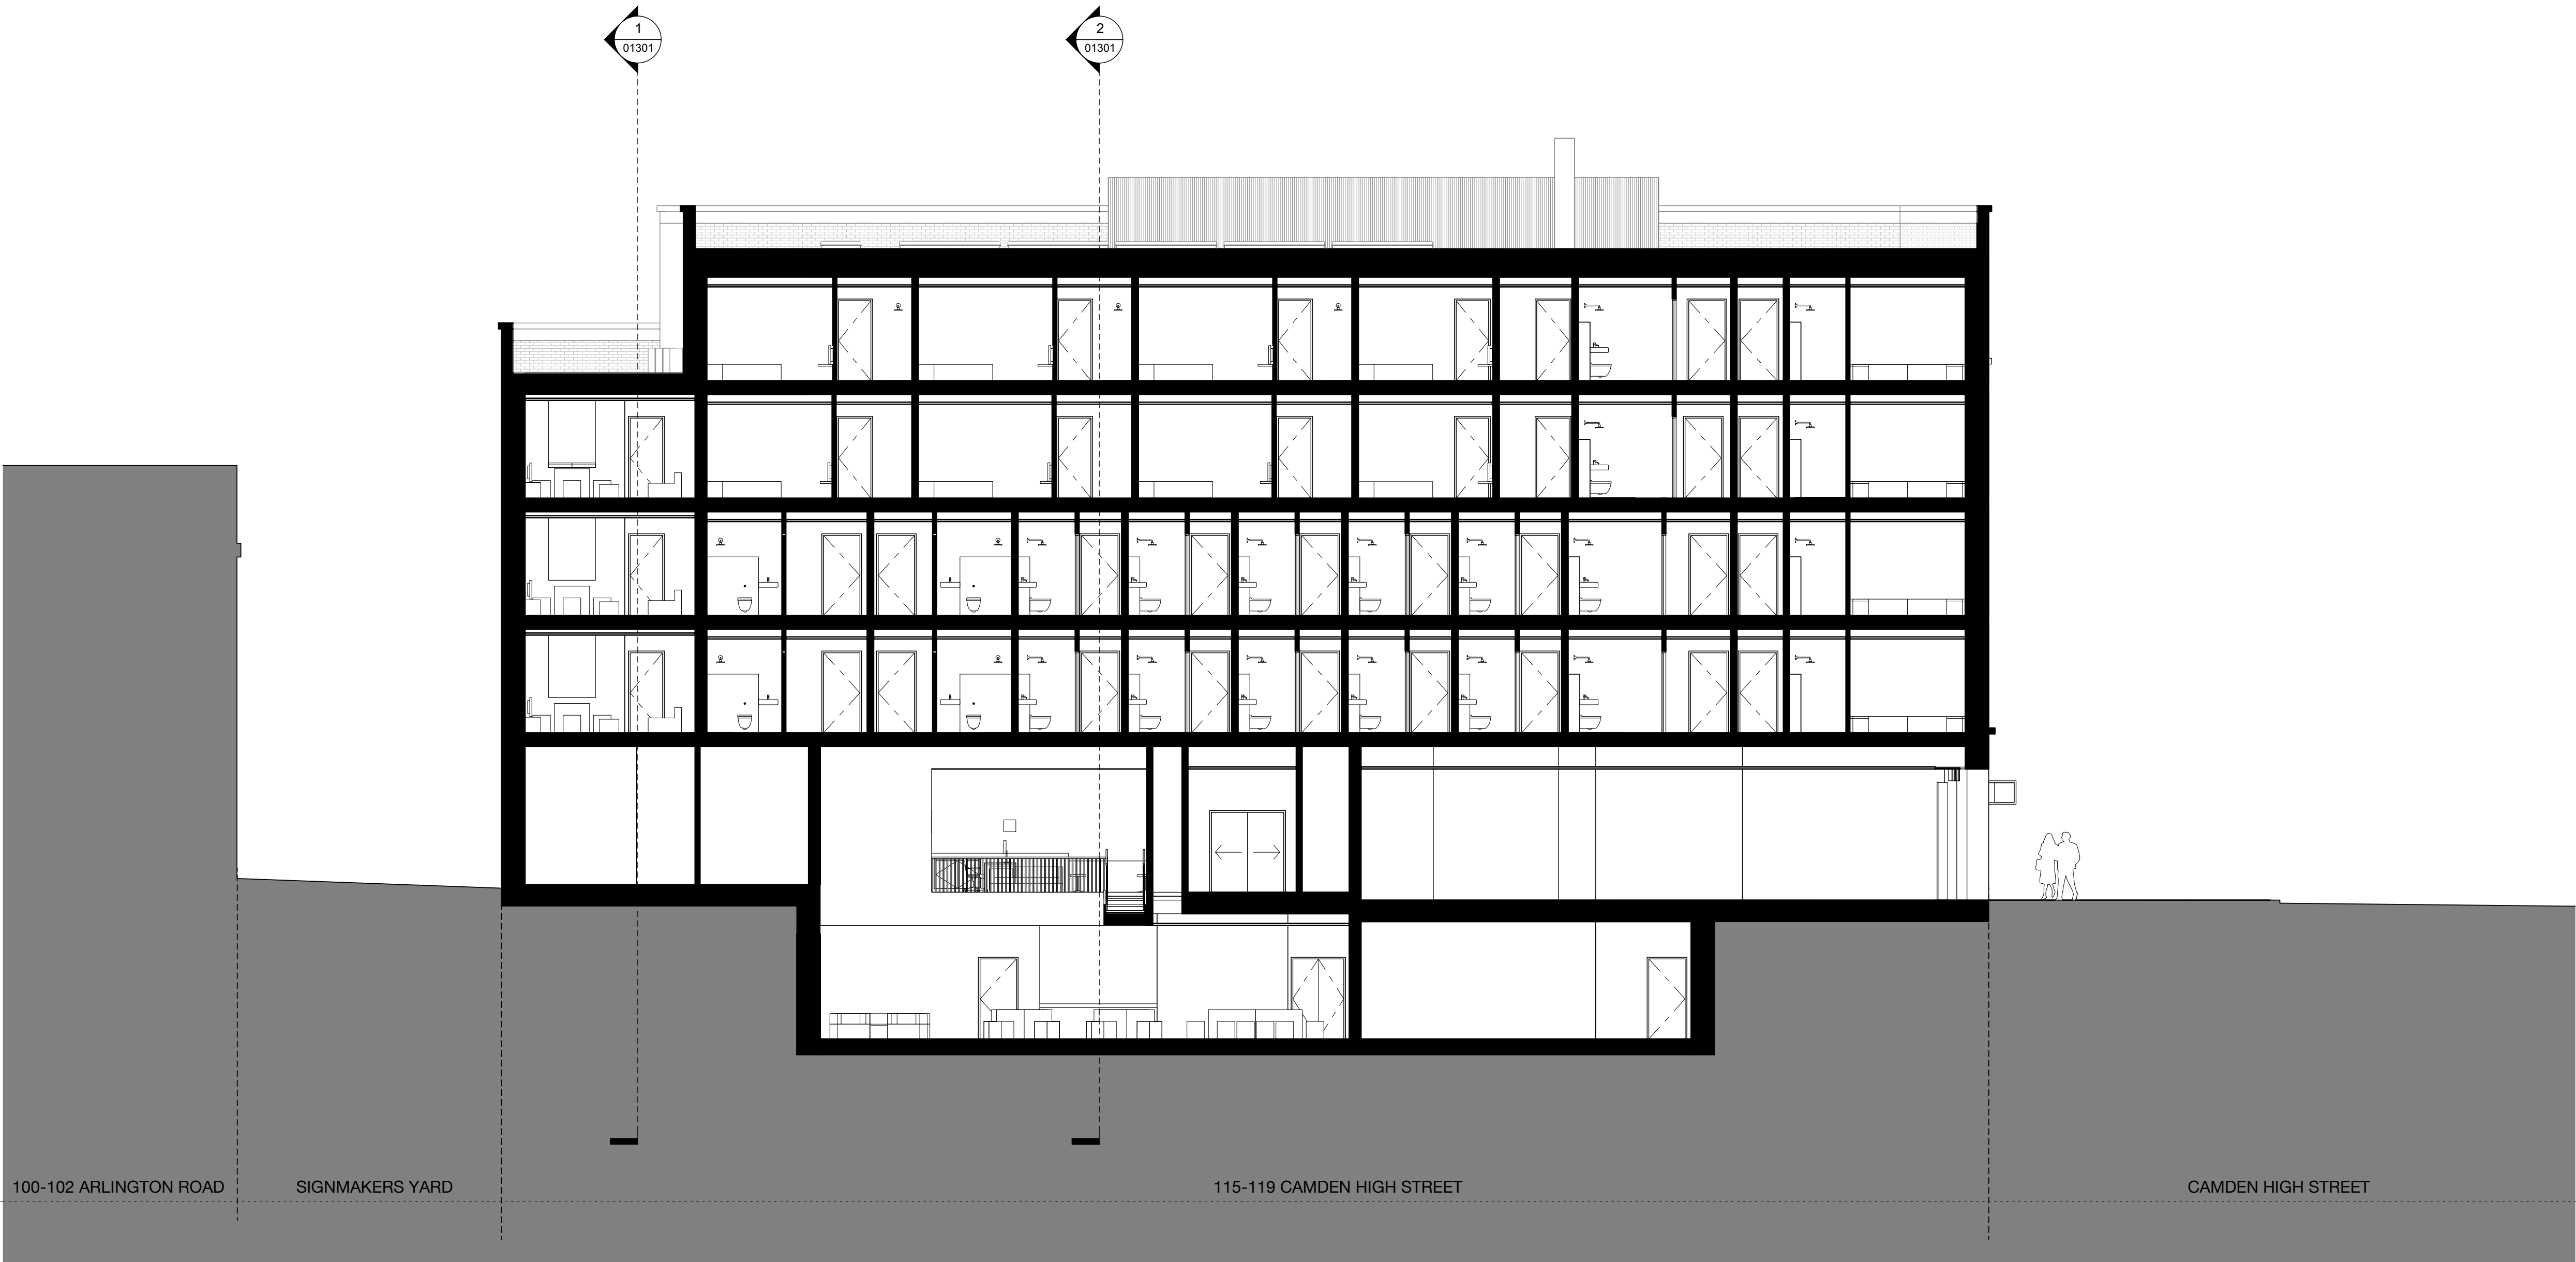 1
01301
2
01301
100-102 ARLINGTON ROAD
SIGNMAKERS YARD
115-119 CAMDEN HIGH STREET
CAMDEN HIGH STREET